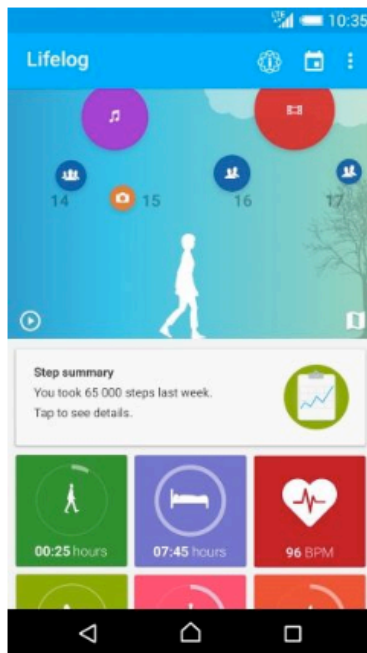 LTE 10:35
Lifelog
14 15 16 17
Step summary
You took 65 000 steps last week.
Tap to see details.
00:25 hours 07:45 hours 96 BPM